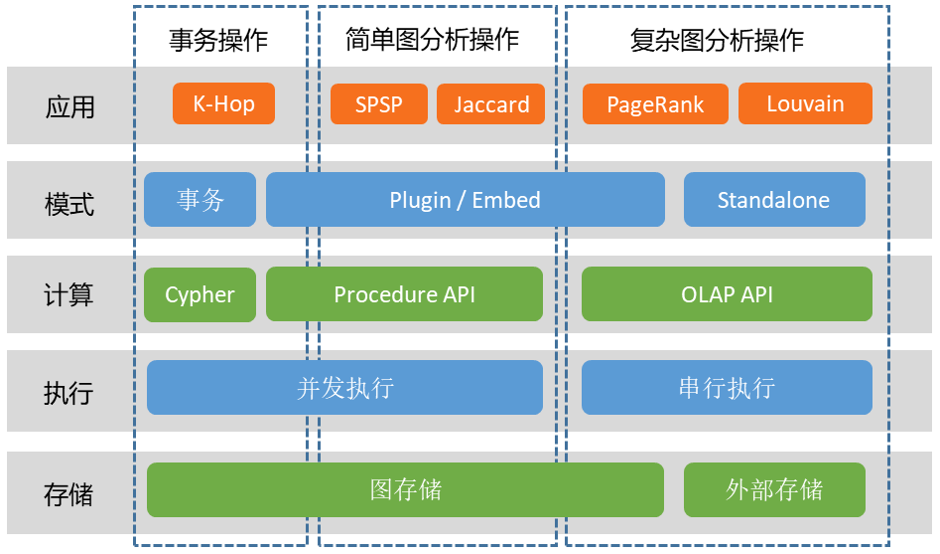 事务操作 简单图分析操作 复杂图分析操作
应用 K-Hop SPSP Jaccard PageRank Louvain
模式 事务 Plugin / Embed Standalone
计算 Cypher Procedure API OLAP API
执行 并发执行 串行执行
存储 图存储 外部存储